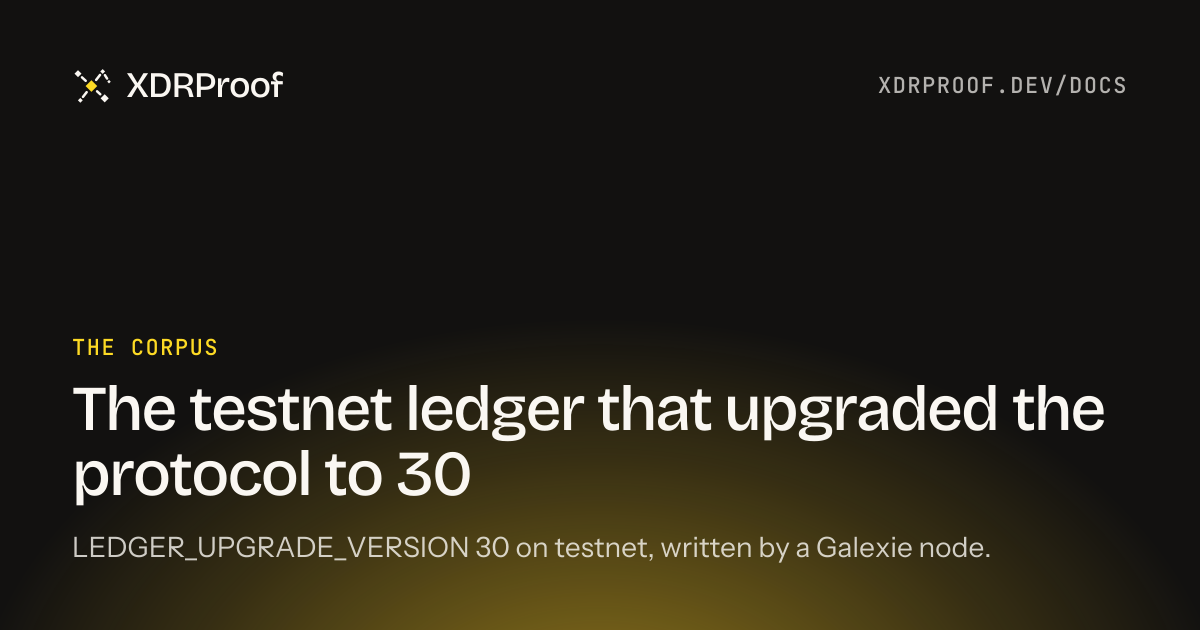 XDRProof
XDRPROOF.DEV/DOCS
THE CORPUS
The testnet ledger that upgraded the
protocol to 30
LEDGER_UPGRADE_VERSION 30 on testnet, written by a Galexie node.